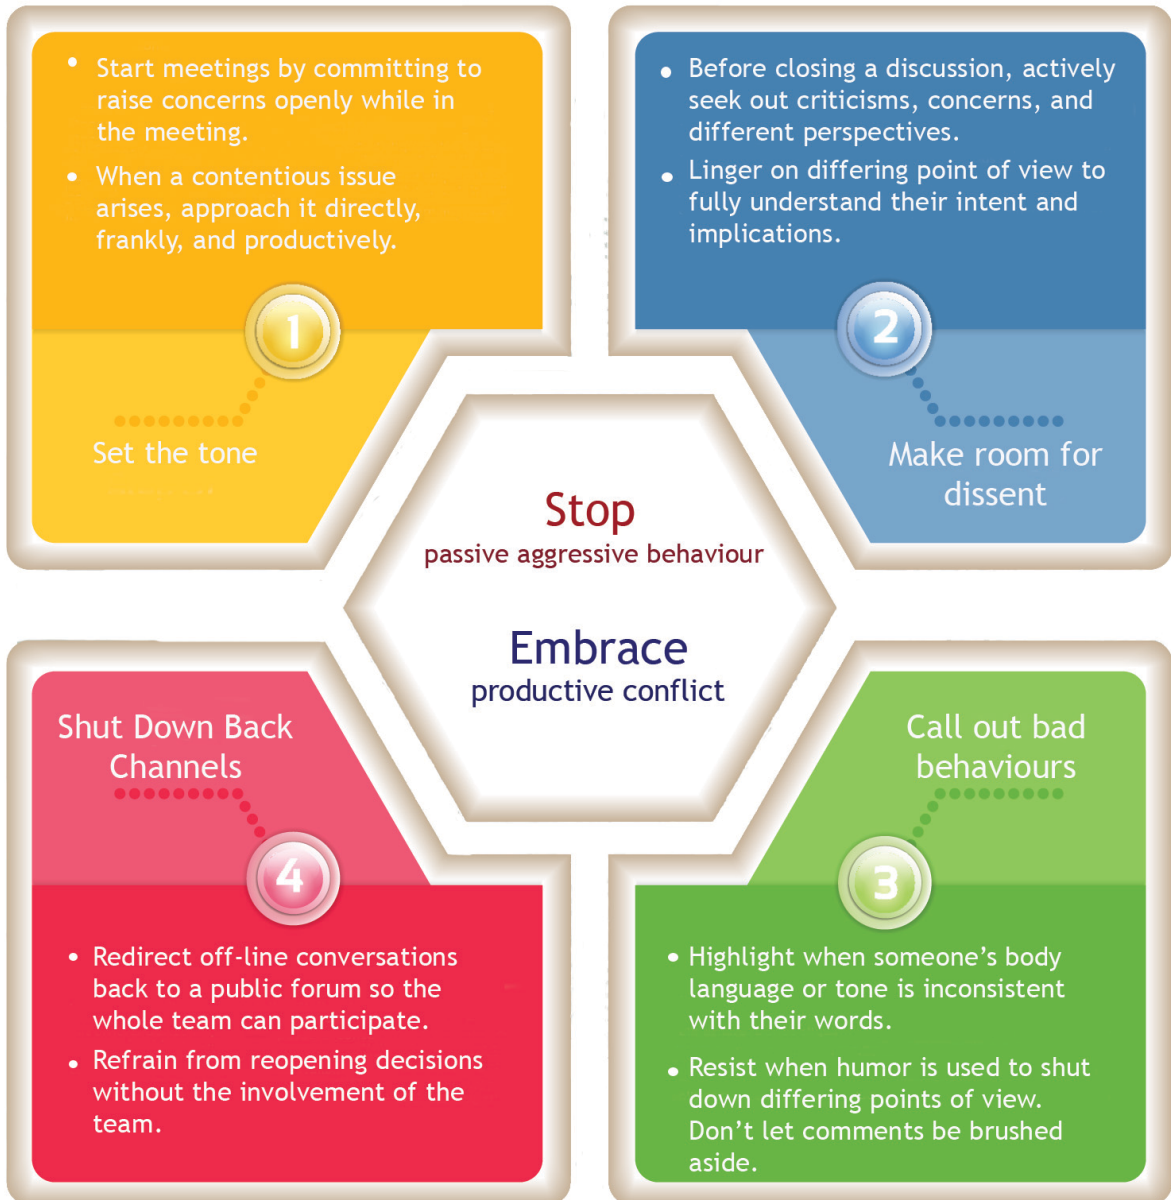 • Start meetings by committing to
raise concerns openly while in
the meeting.
• When a contentious issue
arises, approach it directly,
frankly, and productively.
1
Set the tone
• Before closing a discussion, actively
seek out criticisms, concerns, and
different perspectives.
• Linger on differing point of view to
fully understand their intent and
implications.
2
Make room for
dissent
Stop
passive aggressive behaviour
Embrace
productive conflict
Call out bad
behaviours
3
• Highlight when someone’s body
language or tone is inconsistent
with their words.
• Resist when humor is used to shut
down differing points of view.
Don’t let comments be brushed
aside.
Shut Down Back
Channels
4
• Redirect off-line conversations
back to a public forum so the
whole team can participate.
• Refrain from reopening decisions
without the involvement of the
team.